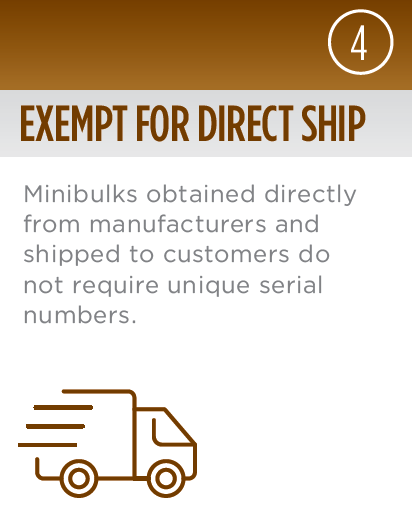 4
EXEMPT FOR DIRECT SHIP
Minibulks obtained directly
from manufacturers and
shipped to customers do
not require unique serial
numbers.